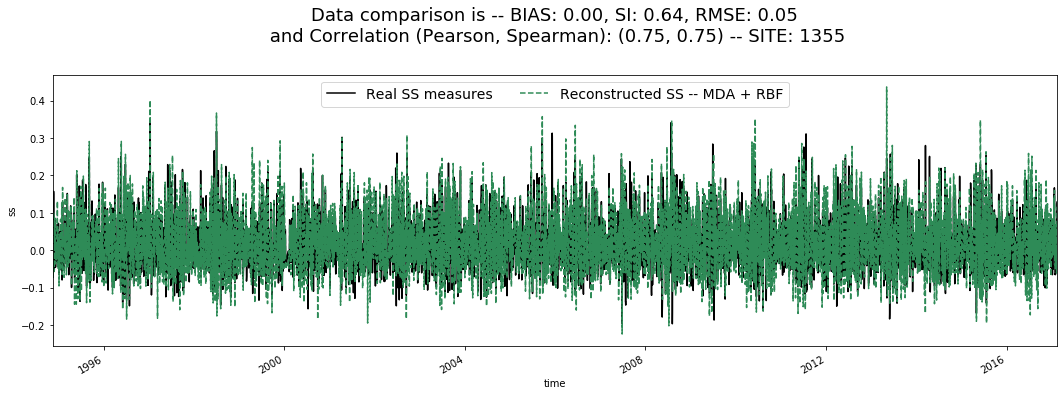 Data comparison is -- BIAS: 0.00, SI: 0.64, RMSE: 0.05
and Correlation (Pearson, Spearman): (0.75, 0.75) -- SITE: 1355
Real SS measures
Reconstructed SS -- MDA + RBF
0.4
0.3
0.2
0.1
0.0
−0.1
−0.2
ss
1996
2000
2004
2008
2012
2016
time